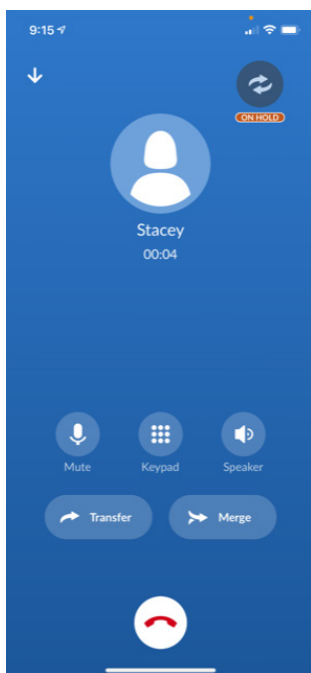 9:15
ON HOLD
Stacey
00:04
Mute
Keypad
Speaker
Transfer
Merge